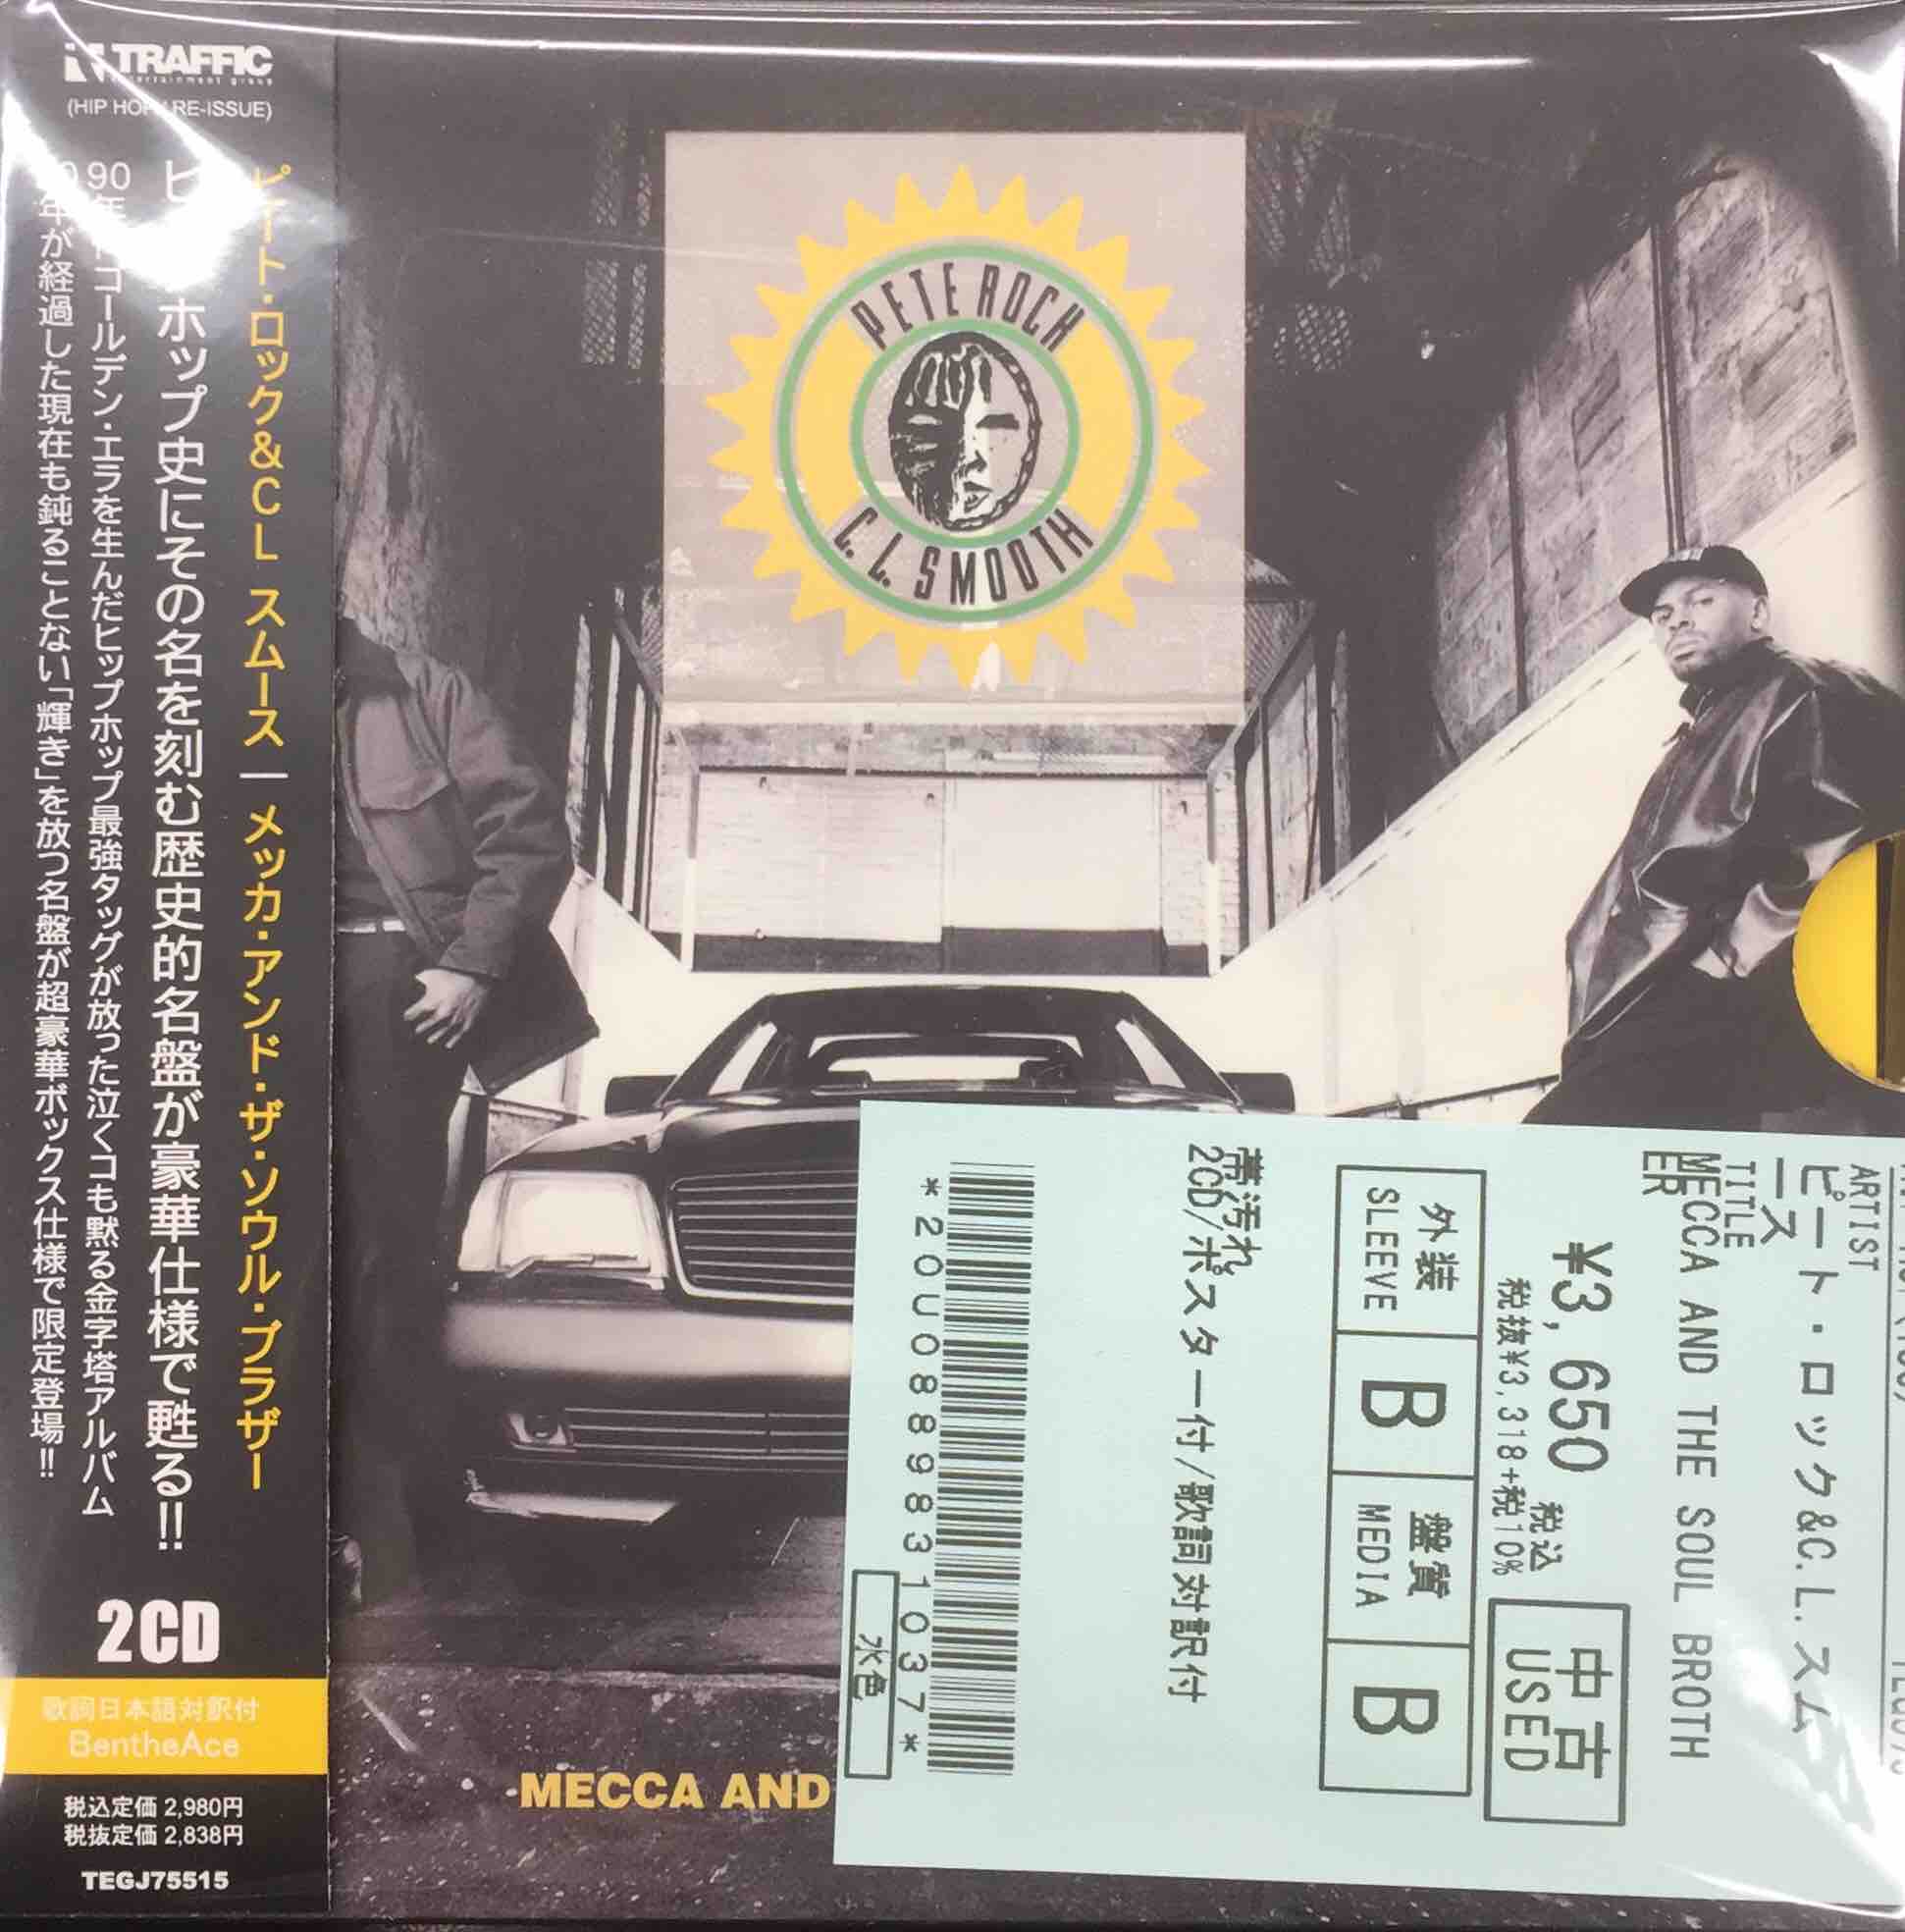 TRAFFIC
entertainment group
(HIP HOP / RE-ISSUE)
ピート・ロック&CL スムース | メッカ・アンド・ザ・ソウル・ブラザー
ホップ史にその名を刻む歴史的名盤が豪華仕様で甦る!!
90年代ゴールデン・エラを生んだヒップホップ最強タッグが放った泣くコも黙る金字塔アルバム
年が経過した現在も鈍ることない「輝き」を放つ名盤が超豪華ボックス仕様で限定登場!!
2CD
歌詞日本語対訳付
BentheAce
税込定価 2,980円
税抜定価 2,838円
TEGJ75515
PETE ROCK
C. L. SMOOTH
MECCA AND
ARTIST
ピート・ロック&C.L.スム
ース
TITLE
MECCA AND THE SOUL BROTH
ER
¥3,650 税込
税抜¥3,318+税10%
中古
USED
外装
SLEEVE
B
盤質
MEDIA
B
帯汚れ
2CD/ポスター付/歌詞対訳付
*20U0889831037*
水色